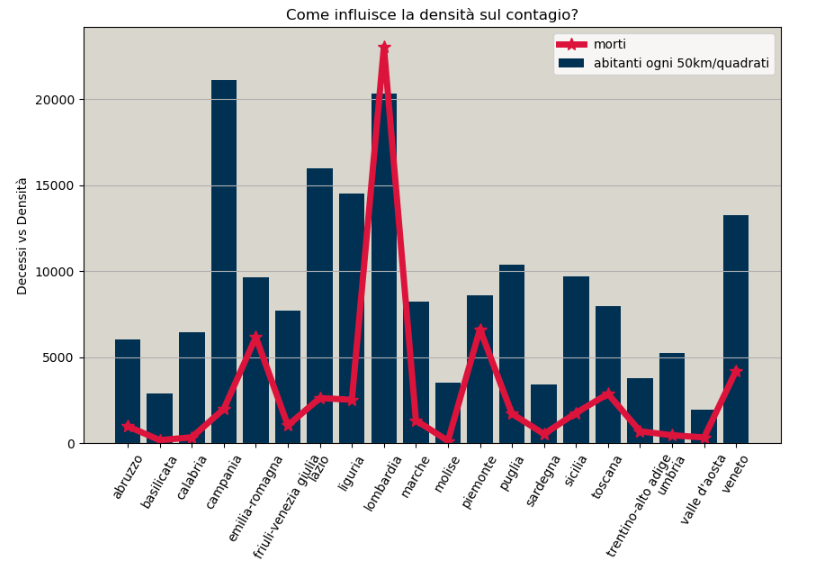 Come influisce la densità sul contagio?
morti
abitanti ogni 50km/quadrati
Decessi vs Densità
20000
15000
10000
5000
0
abruzzo
basilicata
calabria
campania
emilia-romagna
friuli-venezia giulia
lazio
liguria
lombardia
marche
molise
piemonte
puglia
sardegna
sicilia
toscana
trentino-alto adige
umbria
valle d'aosta
veneto